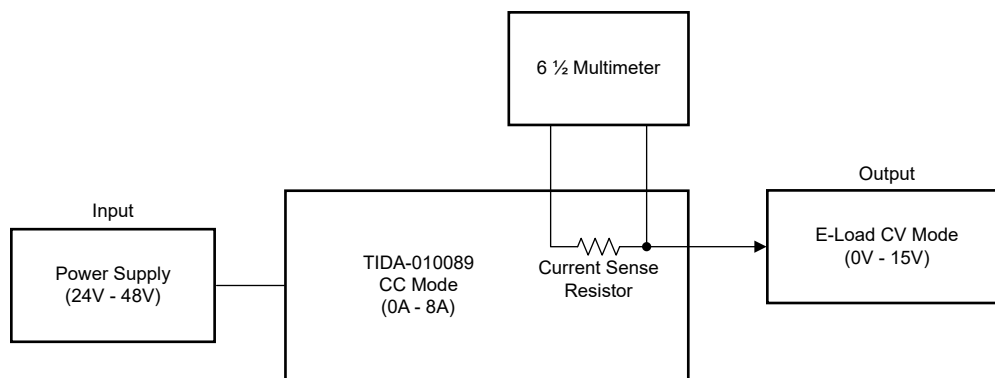 6 ½ Multimeter
Input
Power Supply
(24V - 48V)
TIDA-010089
CC Mode
(0A - 8A)
Current Sense
Resistor
Output
E-Load CV Mode
(0V - 15V)